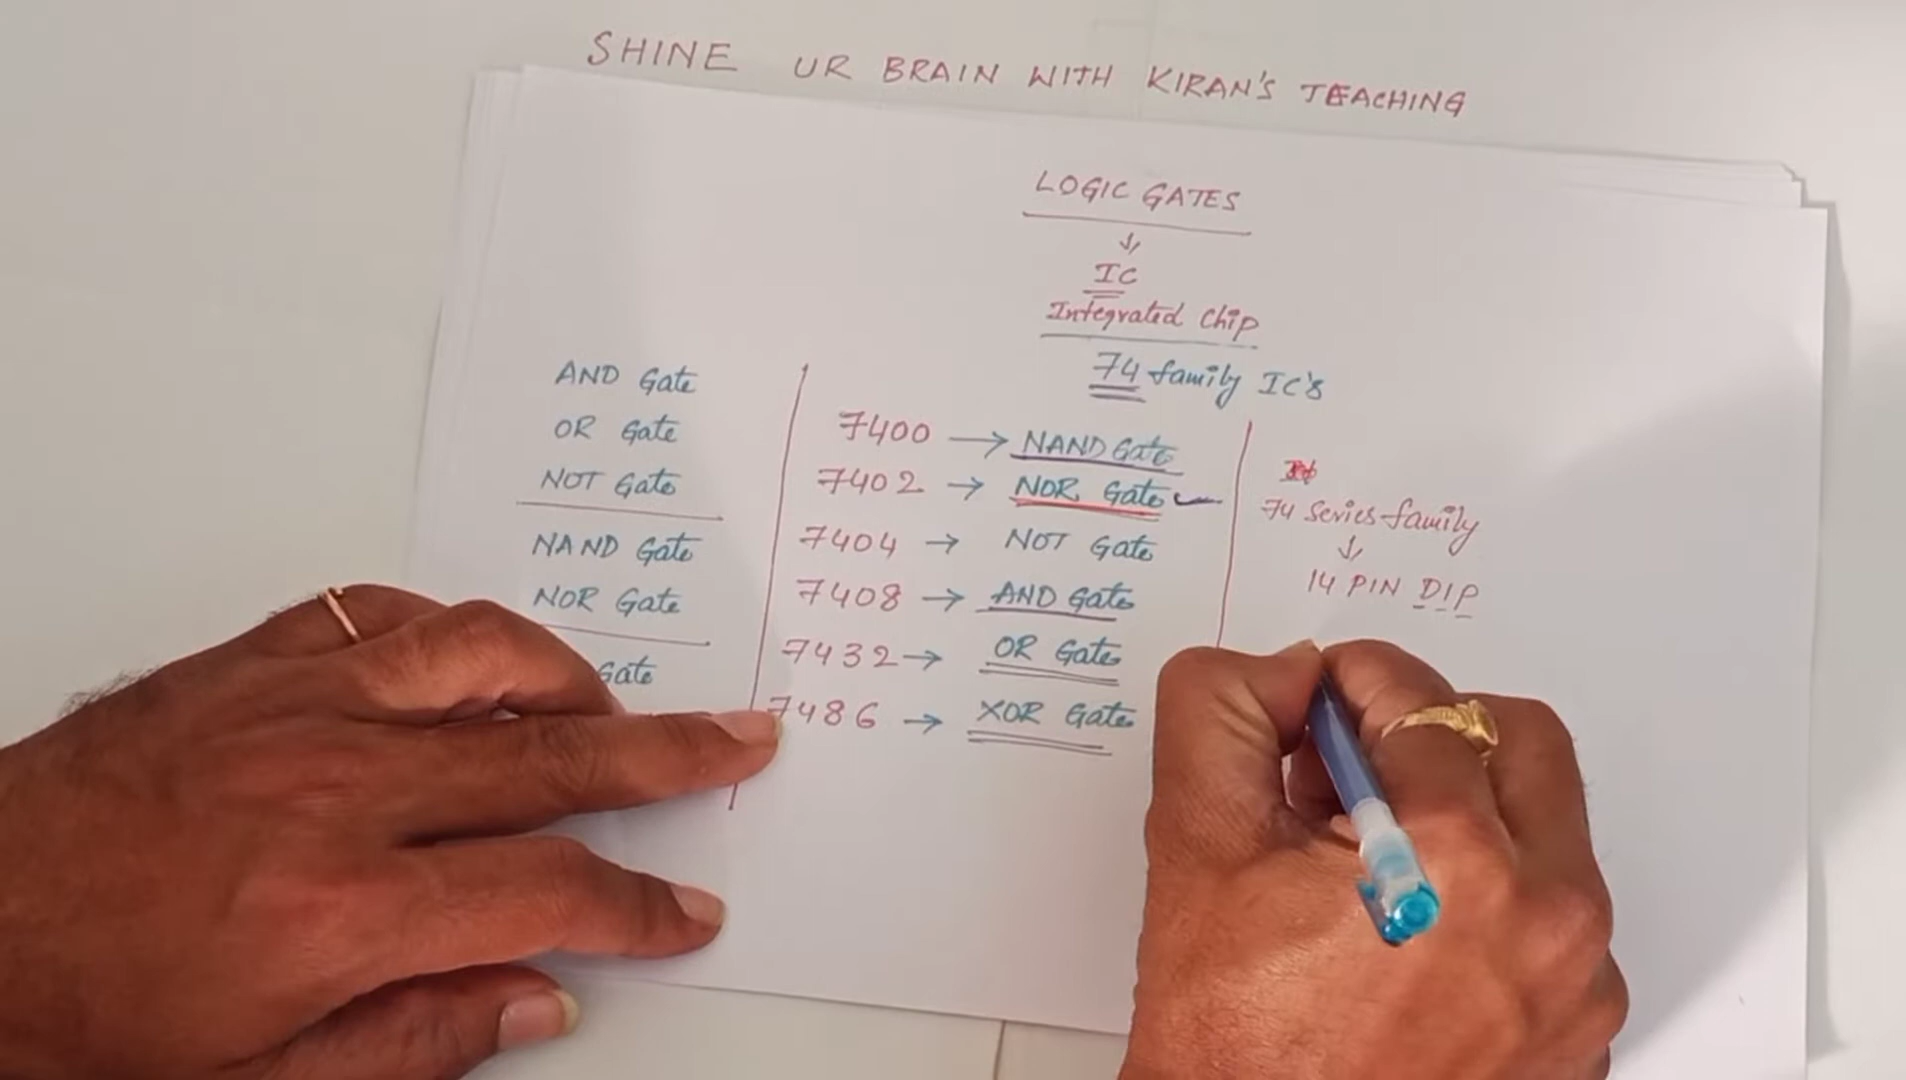 SHINE UR BRAIN WITH KIRAN'S TEACHING
LOGIC GATES
IC
Integrated Chip
74 family IC's
AND Gate
OR Gate
NOT Gate
NAND Gate
NOR Gate
Gate
7400 → NAND Gate
7402 → NOR Gate
7404 → NOT Gate
7408 → AND Gate
7432 → OR Gate
7486 → XOR Gate
74 Series family
14 PIN DIP